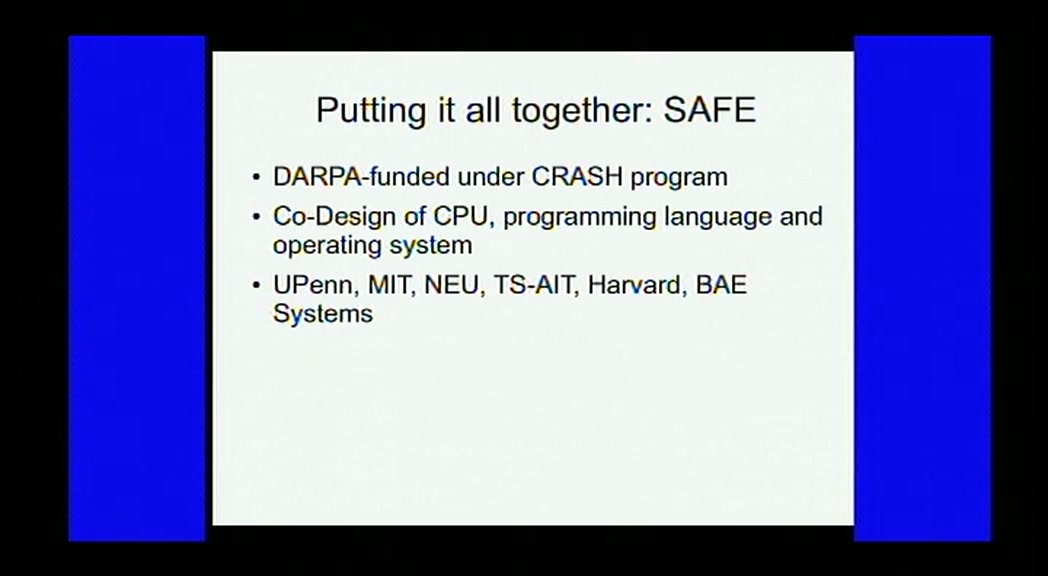 Putting it all together: SAFE
• DARPA-funded under CRASH program
• Co-Design of CPU, programming language and
operating system
• UPenn, MIT, NEU, TS-AIT, Harvard, BAE
Systems